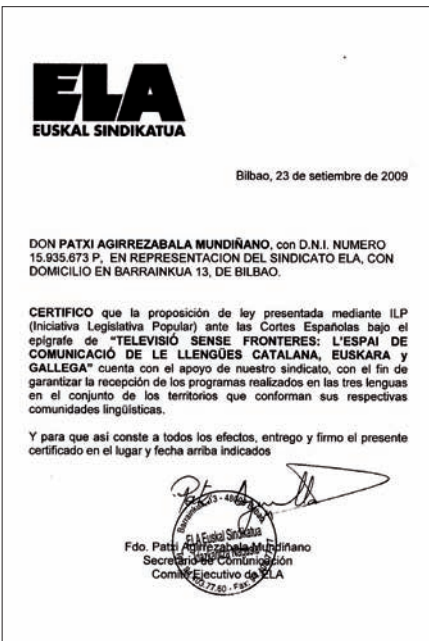 ELA
EUSKAL SINDIKATUA
Bilbao, 23 de setiembre de 2009
DON PATXI AGIRREZABALA MUNDIÑANO, con D.N.I. NUMERO
15.935.673 P, EN REPRESENTACION DEL SINDICATO ELA, CON
DOMICILIO EN BARRAINKUA 13, DE BILBAO.
CERTIFICO que la proposición de ley presentada mediante ILP
(Iniciativa Legislativa Popular) ante las Cortes Españolas bajo el
epígrafe de "TELEVISIÓ SENSE FRONTERES: L'ESPAI DE
COMUNICACIÓ DE LE LLENGÜES CATALANA, EUSKARA y
GALLEGA" cuenta con el apoyo de nuestro sindicato, con el fin de
garantizar la recepción de los programas realizados en las tres lenguas
en el conjunto de los territorios que conforman sus respectivas
comunidades lingüísticas.
Y para que así conste a todos los efectos, entrego y firmo el presente
certificado en el lugar y fecha arriba indicados
Barrainkua 13 - Bilbao
ELA Euskal Sindikatua
Fdo. Patxi Agirrezabala Mundiñano
Secretario de Comunicación
Comité Ejecutivo de ELA